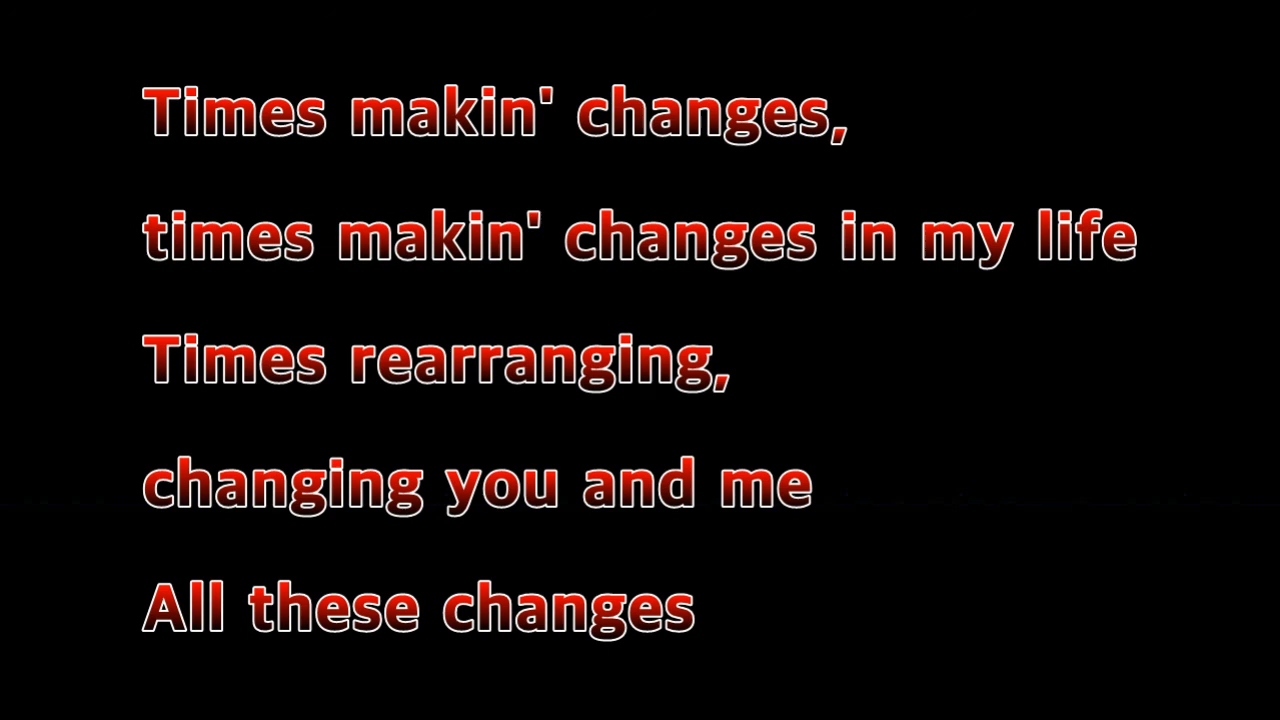 Times makin' changes,
times makin' changes in my life
Times rearranging,
changing you and me
All these changes